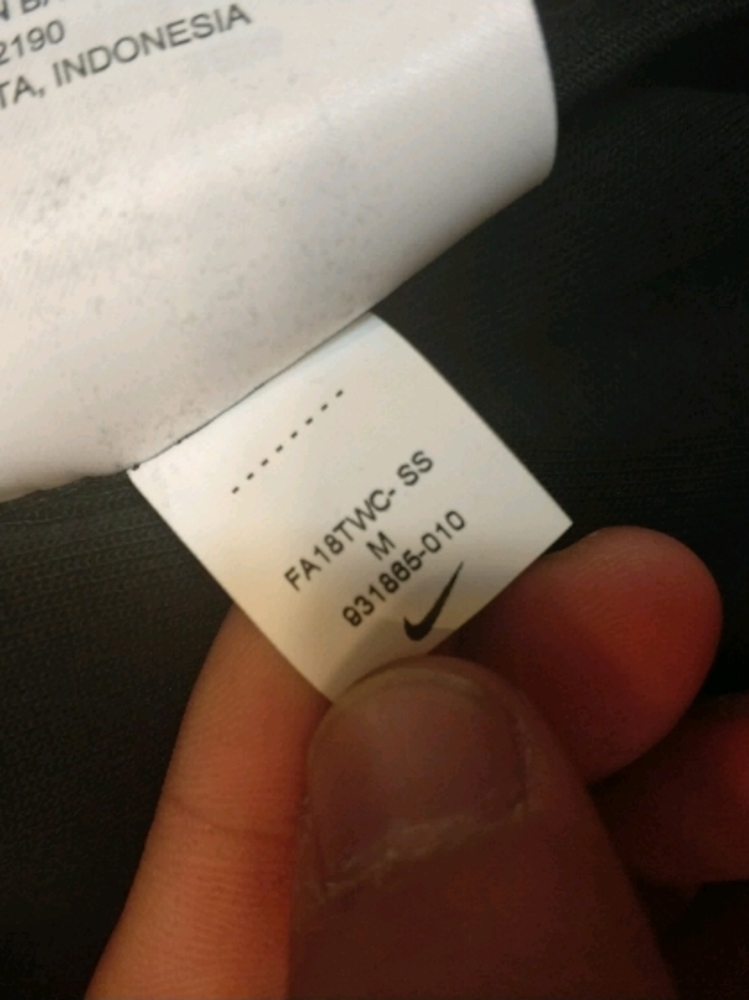 2190
TA, INDONESIA
--------
FA18TWC- SS
M
931885-010